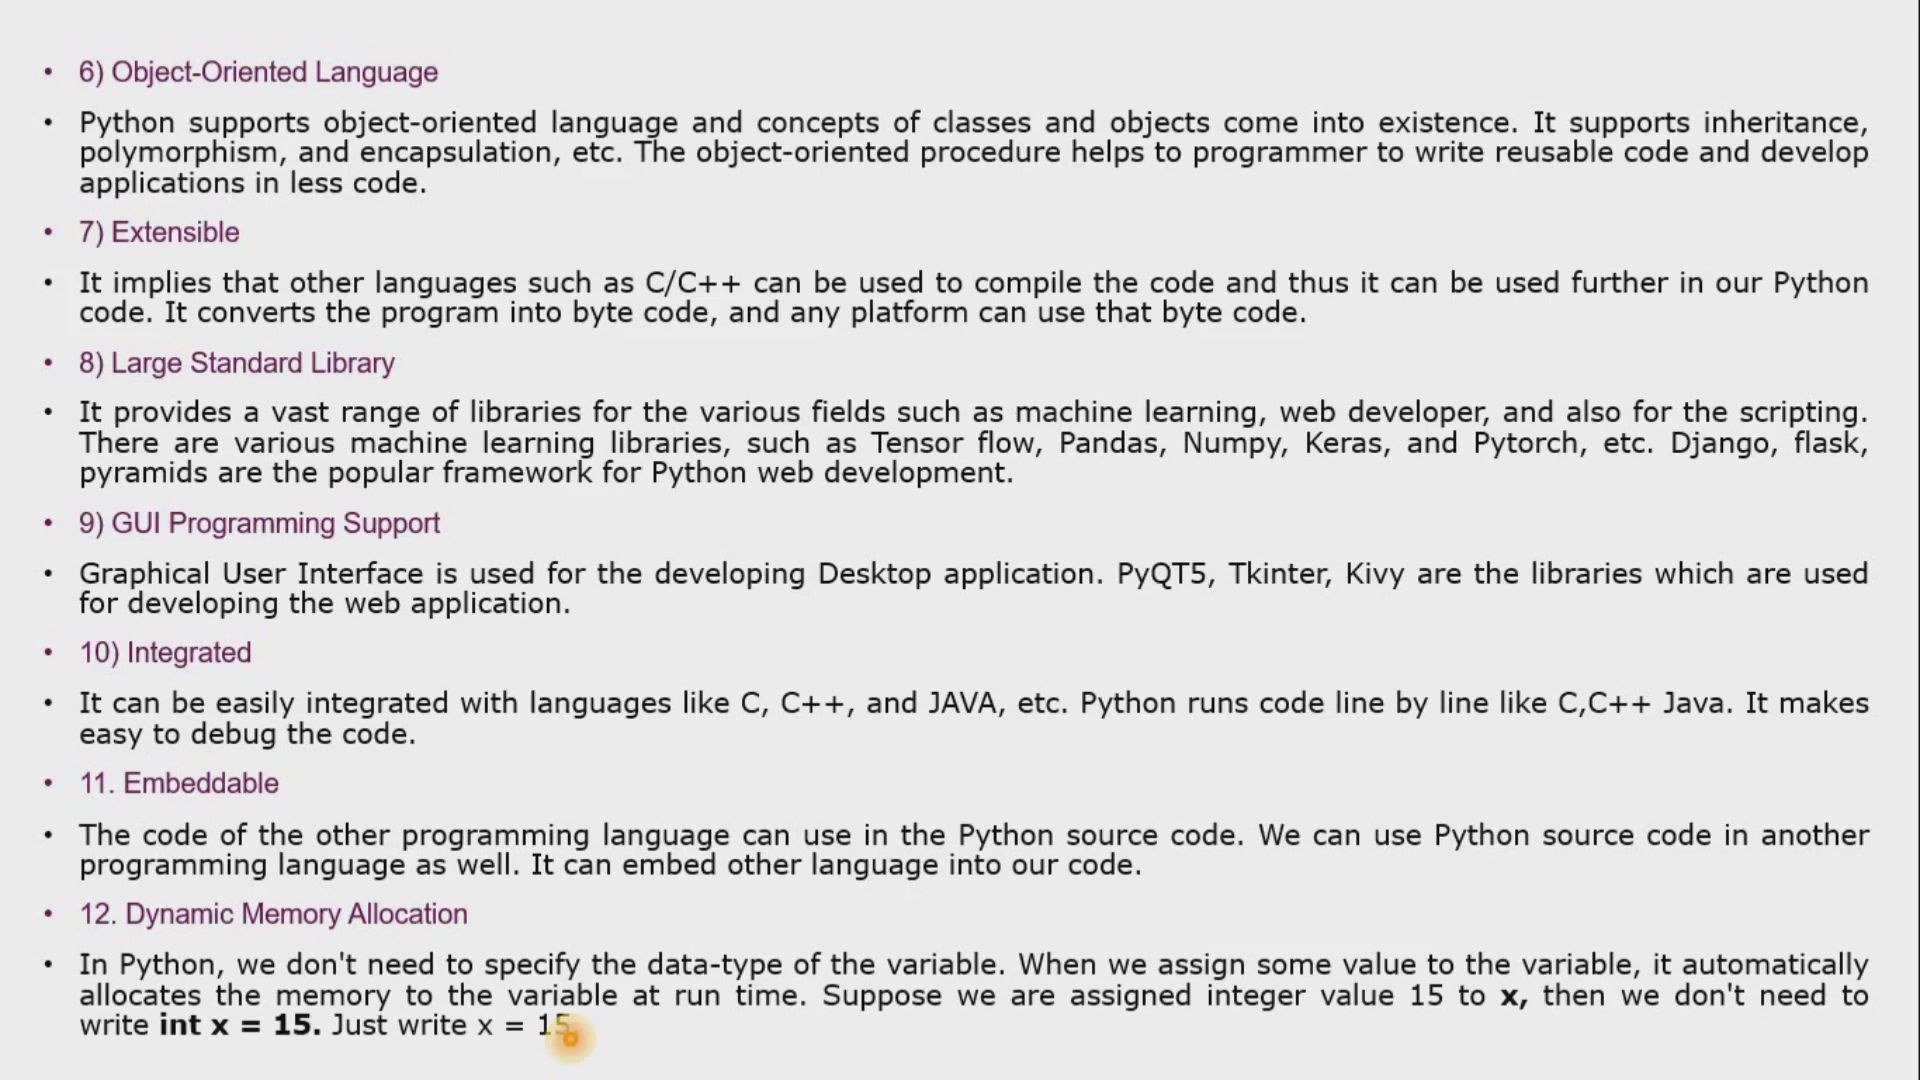 • 6) Object-Oriented Language
• Python supports object-oriented language and concepts of classes and objects come into existence. It supports inheritance,
polymorphism, and encapsulation, etc. The object-oriented procedure helps to programmer to write reusable code and develop
applications in less code.
• 7) Extensible
• It implies that other languages such as C/C++ can be used to compile the code and thus it can be used further in our Python
code. It converts the program into byte code, and any platform can use that byte code.
• 8) Large Standard Library
• It provides a vast range of libraries for the various fields such as machine learning, web developer, and also for the scripting.
There are various machine learning libraries, such as Tensor flow, Pandas, Numpy, Keras, and Pytorch, etc. Django, flask,
pyramids are the popular framework for Python web development.
• 9) GUI Programming Support
• Graphical User Interface is used for the developing Desktop application. PyQT5, Tkinter, Kivy are the libraries which are used
for developing the web application.
• 10) Integrated
• It can be easily integrated with languages like C, C++, and JAVA, etc. Python runs code line by line like C,C++ Java. It makes
easy to debug the code.
• 11. Embeddable
• The code of the other programming language can use in the Python source code. We can use Python source code in another
programming language as well. It can embed other language into our code.
• 12. Dynamic Memory Allocation
• In Python, we don't need to specify the data-type of the variable. When we assign some value to the variable, it automatically
allocates the memory to the variable at run time. Suppose we are assigned integer value 15 to x, then we don't need to
write int x = 15. Just write x = 15